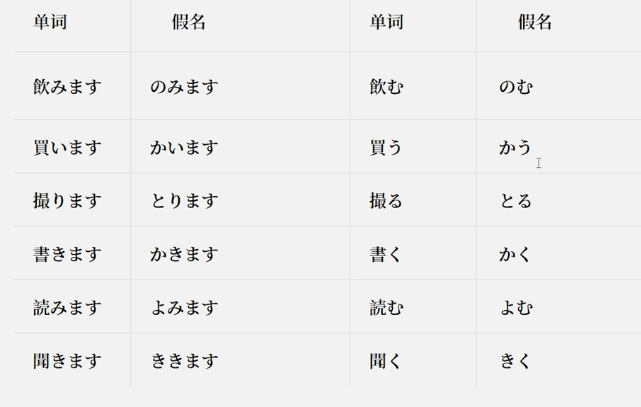 单词 假名 单词 假名
飲みます のみます 飲む のむ
買います かいます 買う かう
撮ります とります 撮る とる
書きます かきます 書く かく
読みます よみます 読む よむ
聞きます ききます 聞く きく